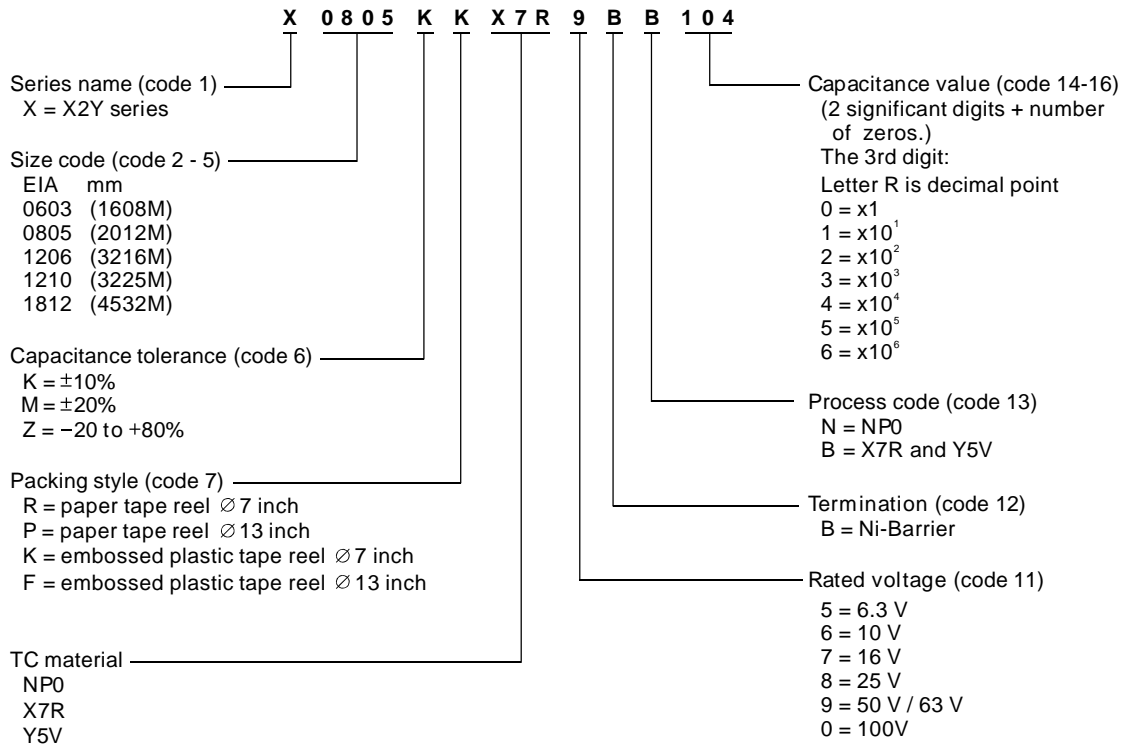 X 0805 K K X7R 9 B B 104
Series name (code 1)
X = X2Y series
Size code (code 2 - 5)
EIA mm
0603 (1608M)
0805 (2012M)
1206 (3216M)
1210 (3225M)
1812 (4532M)
Capacitance tolerance (code 6)
K = ±10%
M = ±20%
Z = −20 to +80%
Packing style (code 7)
R = paper tape reel ∅ 7 inch
P = paper tape reel ∅ 13 inch
K = embossed plastic tape reel ∅ 7 inch
F = embossed plastic tape reel ∅ 13 inch
TC material
NP0
X7R
Y5V
Capacitance value (code 14-16)
(2 significant digits + number
of zeros.)
The 3rd digit:
Letter R is decimal point
0 = x1
1 = x10¹
2 = x10²
3 = x10³
4 = x10⁴
5 = x10⁵
6 = x10⁶
Process code (code 13)
N = NP0
B = X7R and Y5V
Termination (code 12)
B = Ni-Barrier
Rated voltage (code 11)
5 = 6.3 V
6 = 10 V
7 = 16 V
8 = 25 V
9 = 50 V / 63 V
0 = 100V